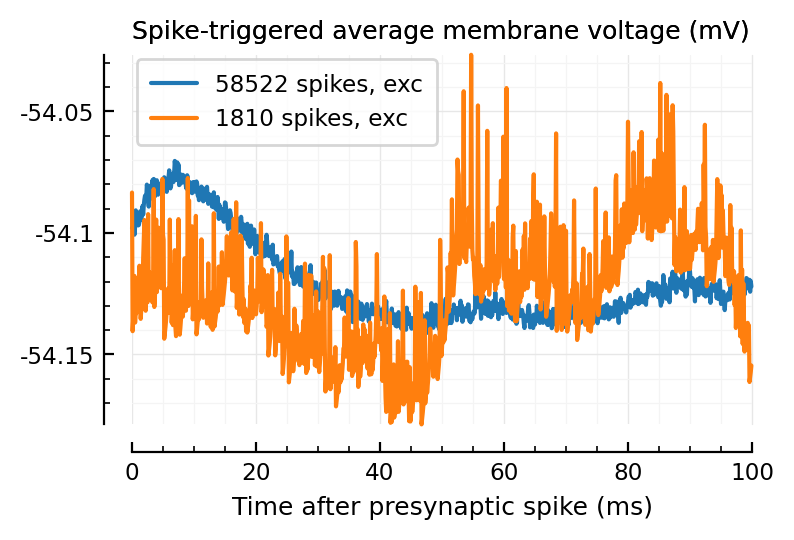 Spike-triggered average membrane voltage (mV)
58522 spikes, exc
1810 spikes, exc
-54.05
-54.1
-54.15
0 20 40 60 80 100
Time after presynaptic spike (ms)